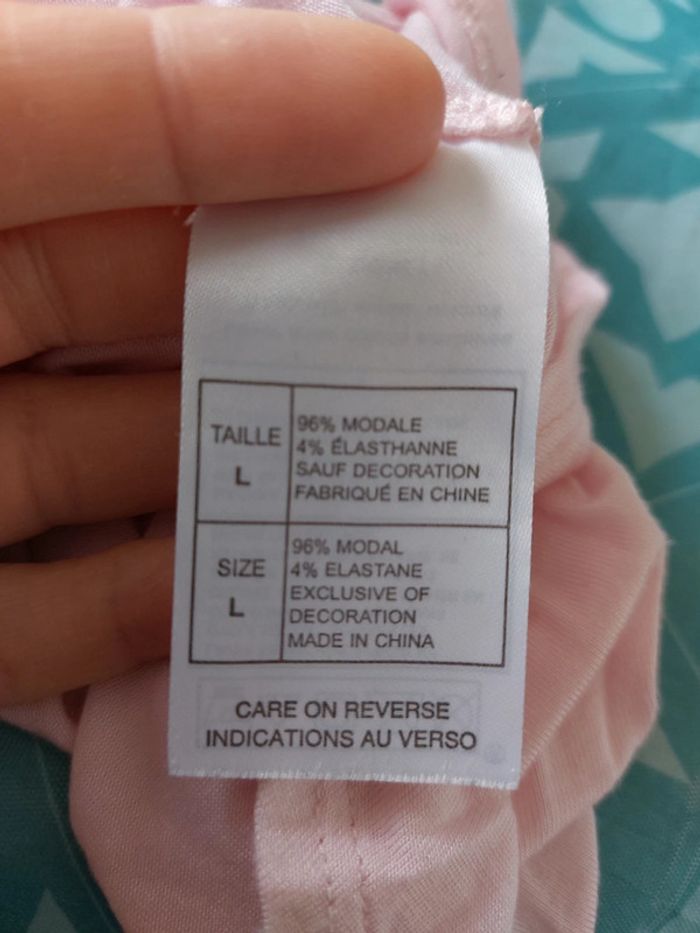 TAILLE
L
96% MODALE
4% ÉLASTHANNE
SAUF DECORATION
FABRIQUÉ EN CHINE
SIZE
L
96% MODAL
4% ELASTANE
EXCLUSIVE OF
DECORATION
MADE IN CHINA
CARE ON REVERSE
INDICATIONS AU VERSO